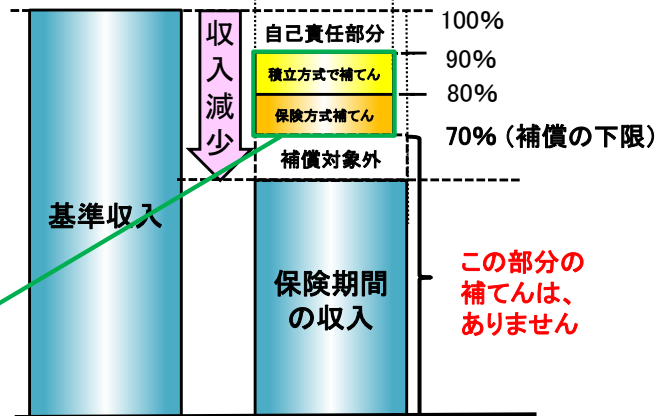 100%
収入減少
自己責任部分
90%
積立方式で補てん
80%
保険方式補てん
70%（補償の下限）
補償対象外
基準収入
保険期間
の収入
この部分の
補てんは、
ありません